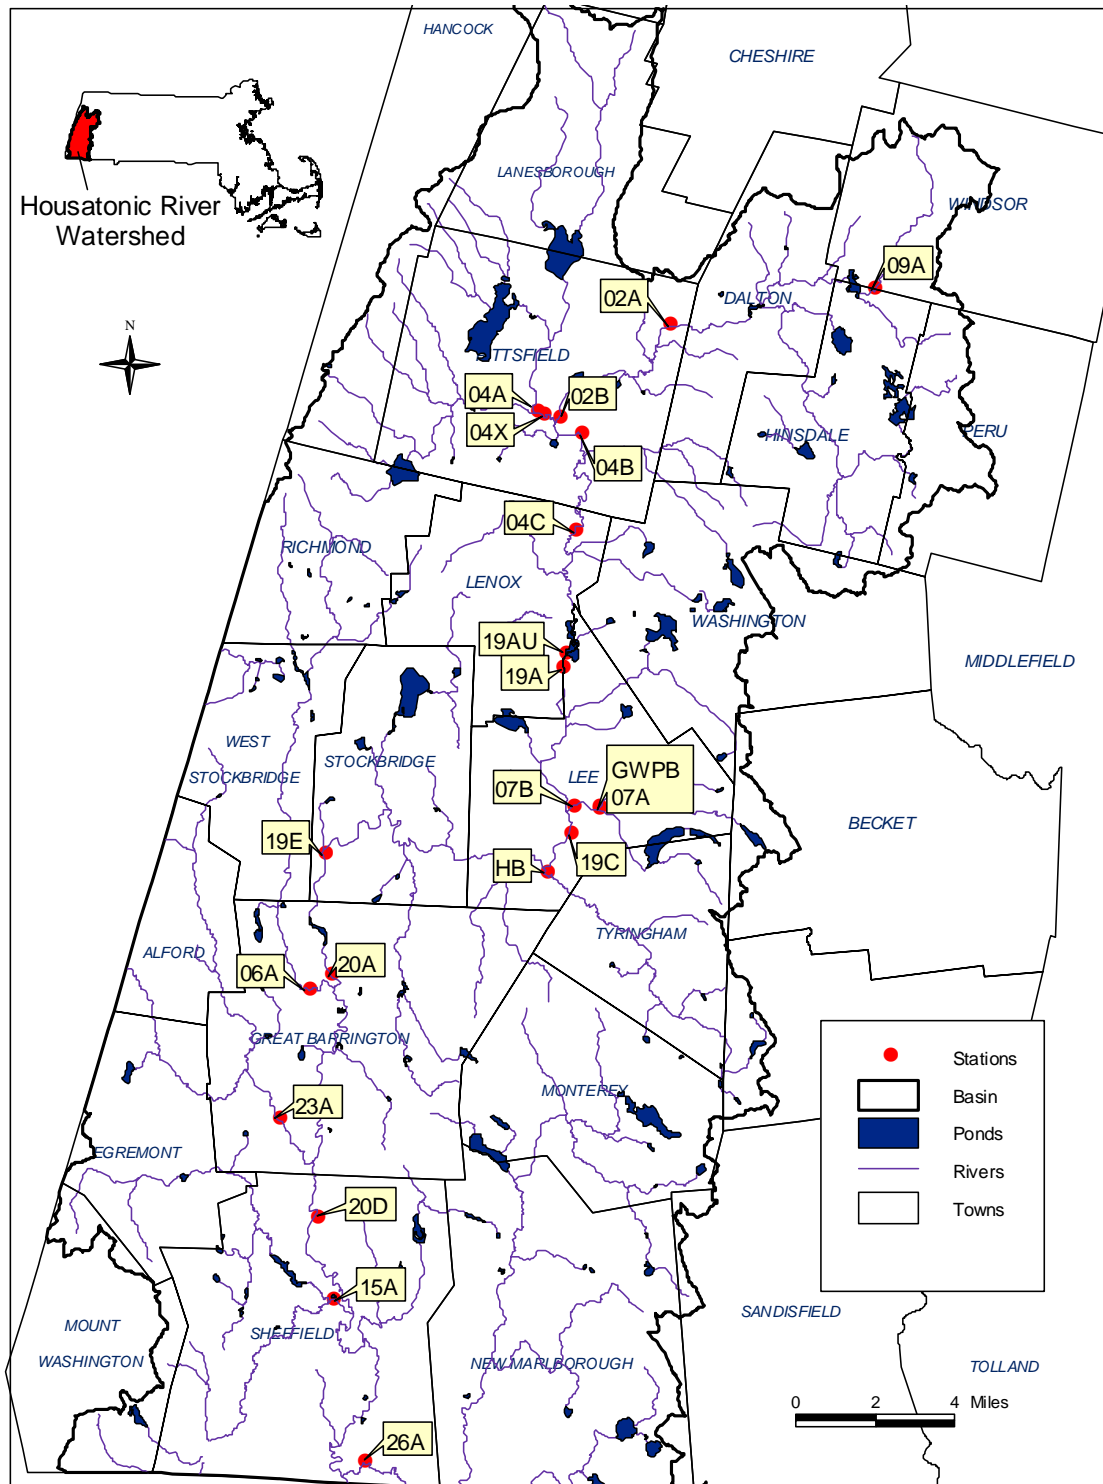 HANCOCK
CHESHIRE
LANESBOROUGH
WINDSOR
Housatonic River
Watershed
09A
02A
DALTON
N
PITTSFIELD
04A
02B
04X
HINSDALE
PERU
04B
04C
RICHMOND
LENOX
WASHINGTON
19AU
MIDDLEFIELD
19A
WEST
STOCKBRIDGE
STOCKBRIDGE
LEE
GWPB
07A
07B
BECKET
19E
19C
HB
TYRINGHAM
ALFORD
20A
06A
GREAT BARRINGTON
Stations
MONTEREY
Basin
23A
Ponds
EGREMONT
Rivers
20D
Towns
15A
SANDISFIELD
MOUNT
WASHINGTON
SHEFFIELD
NEW MARLBOROUGH
TOLLAND
0 2 4 Miles
26A